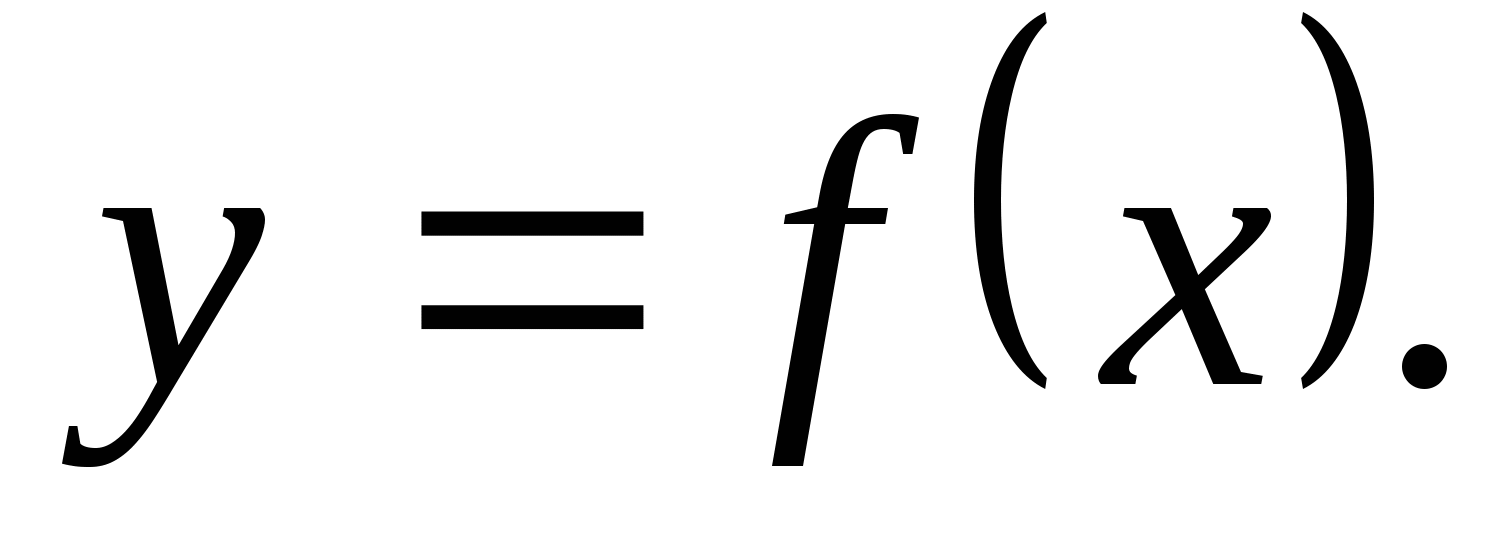 y = f(x).